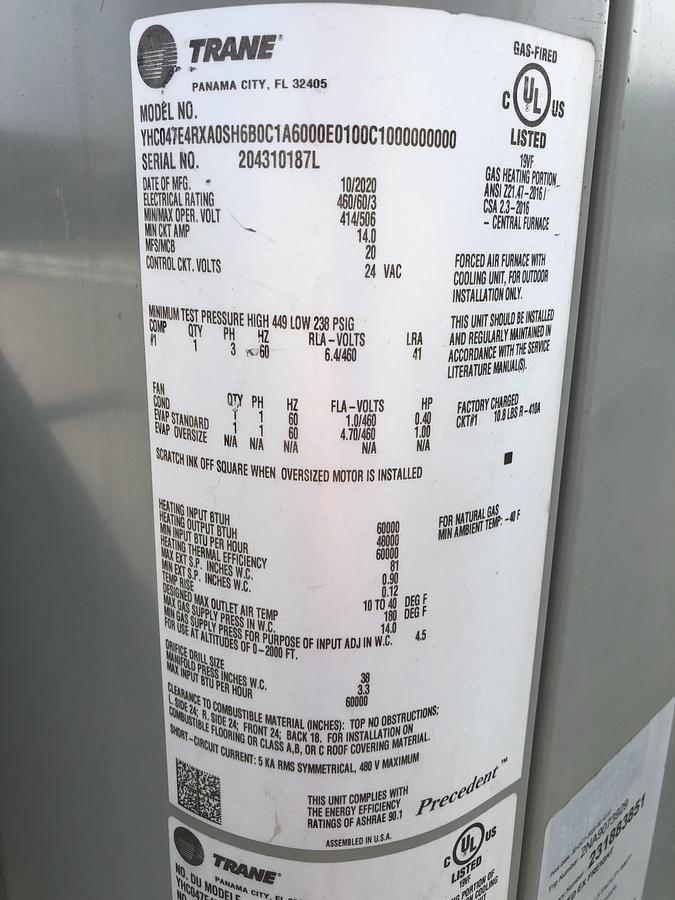 TRANE®
PANAMA CITY, FL 32405
GAS-FIRED
C UL US
LISTED
19VF
GAS HEATING PORTION
ANSI Z21.47-2016 /
CSA 2.3-2016
- CENTRAL FURNACE
MODEL NO.
YHC047E4RXA0SH6B0C1A6000E0100C1000000000
SERIAL NO. 204310187L
DATE OF MFG. 10/2020
ELECTRICAL RATING 460/60/3
MIN/MAX OPER. VOLT 414/506
MIN CKT AMP 14.0
MFS/MCB 20
CONTROL CKT. VOLTS 24 VAC
FORCED AIR FURNACE WITH
COOLING UNIT, FOR OUTDOOR
INSTALLATION ONLY.
THIS UNIT SHOULD BE INSTALLED
AND REGULARLY MAINTAINED IN
ACCORDANCE WITH THE SERVICE
LITERATURE MANUAL(S).
MINIMUM TEST PRESSURE HIGH 449 LOW 238 PSIG
COMP QTY PH HZ RLA-VOLTS LRA
#1 1 3 60 6.4/460 41
FAN QTY PH HZ FLA-VOLTS HP
COND 1 1 60 1.0/460 0.40
EVAP STANDARD 1 1 60 4.70/460 1.00
EVAP OVERSIZE N/A N/A N/A N/A N/A
FACTORY CHARGED
CKT#1 10.8 LBS R-410A
SCRATCH INK OFF SQUARE WHEN OVERSIZED MOTOR IS INSTALLED
HEATING INPUT BTUH 60000
HEATING OUTPUT BTUH 48000
MIN INPUT BTU PER HOUR 60000
HEATING THERMAL EFFICIENCY 81
MAX EXT S.P. INCHES W.C. 0.90
MIN EXT S.P. INCHES W.C. 0.12
TEMP RISE 10 TO 40 DEG F
DESIGNED MAX OUTLET AIR TEMP 180 DEG F
MAX GAS SUPPLY PRESS IN W.C. 14.0
MIN GAS SUPPLY PRESS FOR PURPOSE OF INPUT ADJ IN W.C. 4.5
FOR USE AT ALTITUDES OF 0-2000 FT.
FOR NATURAL GAS
MIN AMBIENT TEMP: -40 F
ORIFICE DRILL SIZE 38
MANIFOLD PRESS INCHES W.C. 3.3
MAX INPUT BTU PER HOUR 60000
CLEARANCE TO COMBUSTIBLE MATERIAL (INCHES): TOP NO OBSTRUCTIONS;
L. SIDE 24; R. SIDE 24; FRONT 24; BACK 18. FOR INSTALLATION ON
COMBUSTIBLE FLOORING OR CLASS A,B, OR C ROOF COVERING MATERIAL.
SHORT-CIRCUIT CURRENT: 5 KA RMS SYMMETRICAL, 480 V MAXIMUM
THIS UNIT COMPLIES WITH
THE ENERGY EFFICIENCY
RATINGS OF ASHRAE 90.1
Precedent™
ASSEMBLED IN U.S.A.
TRANE®
PANAMA CITY, FL
C UL US
LISTED
19VF
NO. DU MODELE
YHC047E4
PORTION OF
2NA9073929
231883851